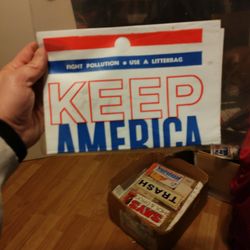 FIGHT POLLUTION • USE A LITTERBAG
KEEP
AMERICA
TRASH